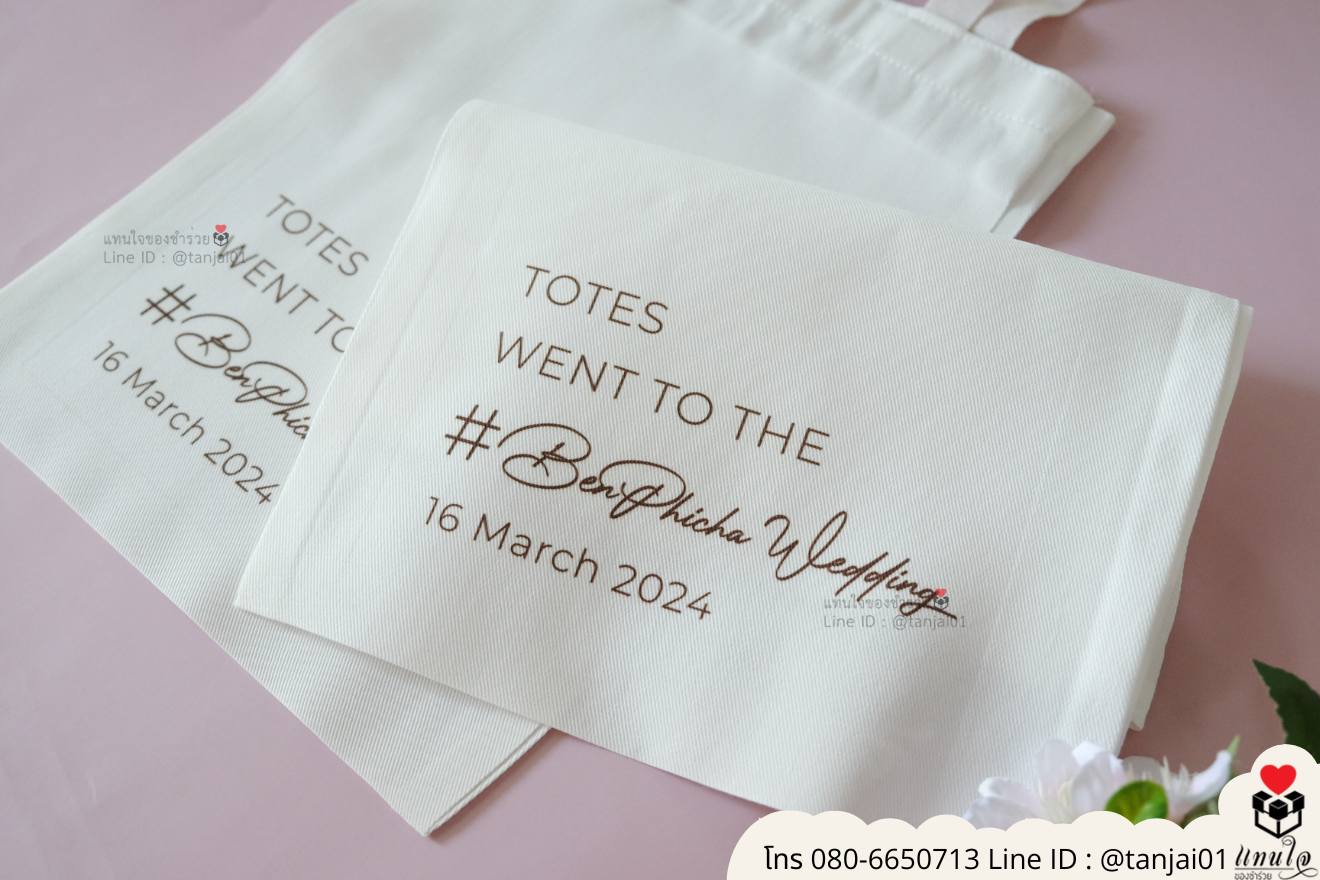 TOTES
WENT TO
#BenPhic
16 March 2024
แทนใจของชำร่วย
Line ID : @tanjai01
TOTES
WENT TO THE
#BenPhicha Wedding
16 March 2024
แทนใจของชำร่วย
Line ID : @tanjai01
โทร 080-6650713 Line ID : @tanjai01
แทนใจ
ของชำร่วย